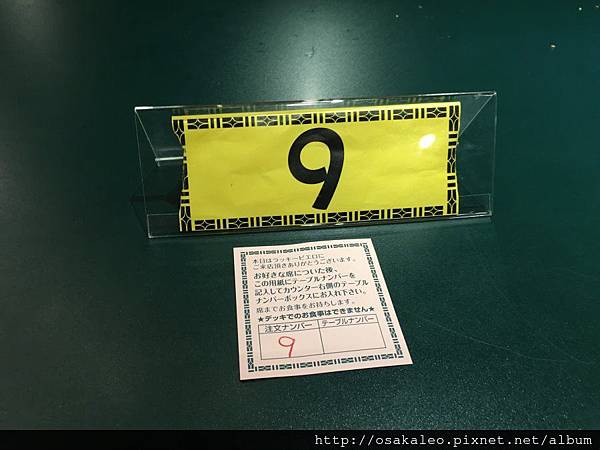 9
本日はラッキーピエロに
ご来店頂きありがとうございます。
お好きな席についた後、
この用紙にテーブルナンバーを
記入してカウンター右側のテーブル
ナンバーボックスにお入れ下さい。
席までお食事をお持ちします。
★デッキでのお食事はできません★
注文ナンバー テーブルナンバー
9
http://osakaleo.pixnet.net/album